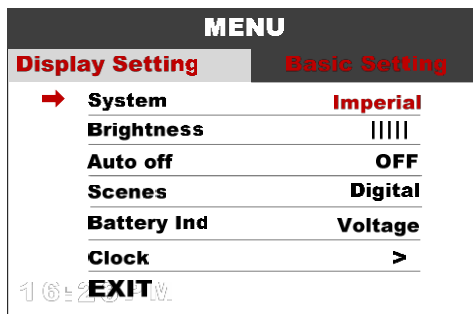 MENU
Display Setting Basic Setting
System Imperial
Brightness |||||
Auto off OFF
Scenes Digital
Battery Ind Voltage
Clock >
EXIT